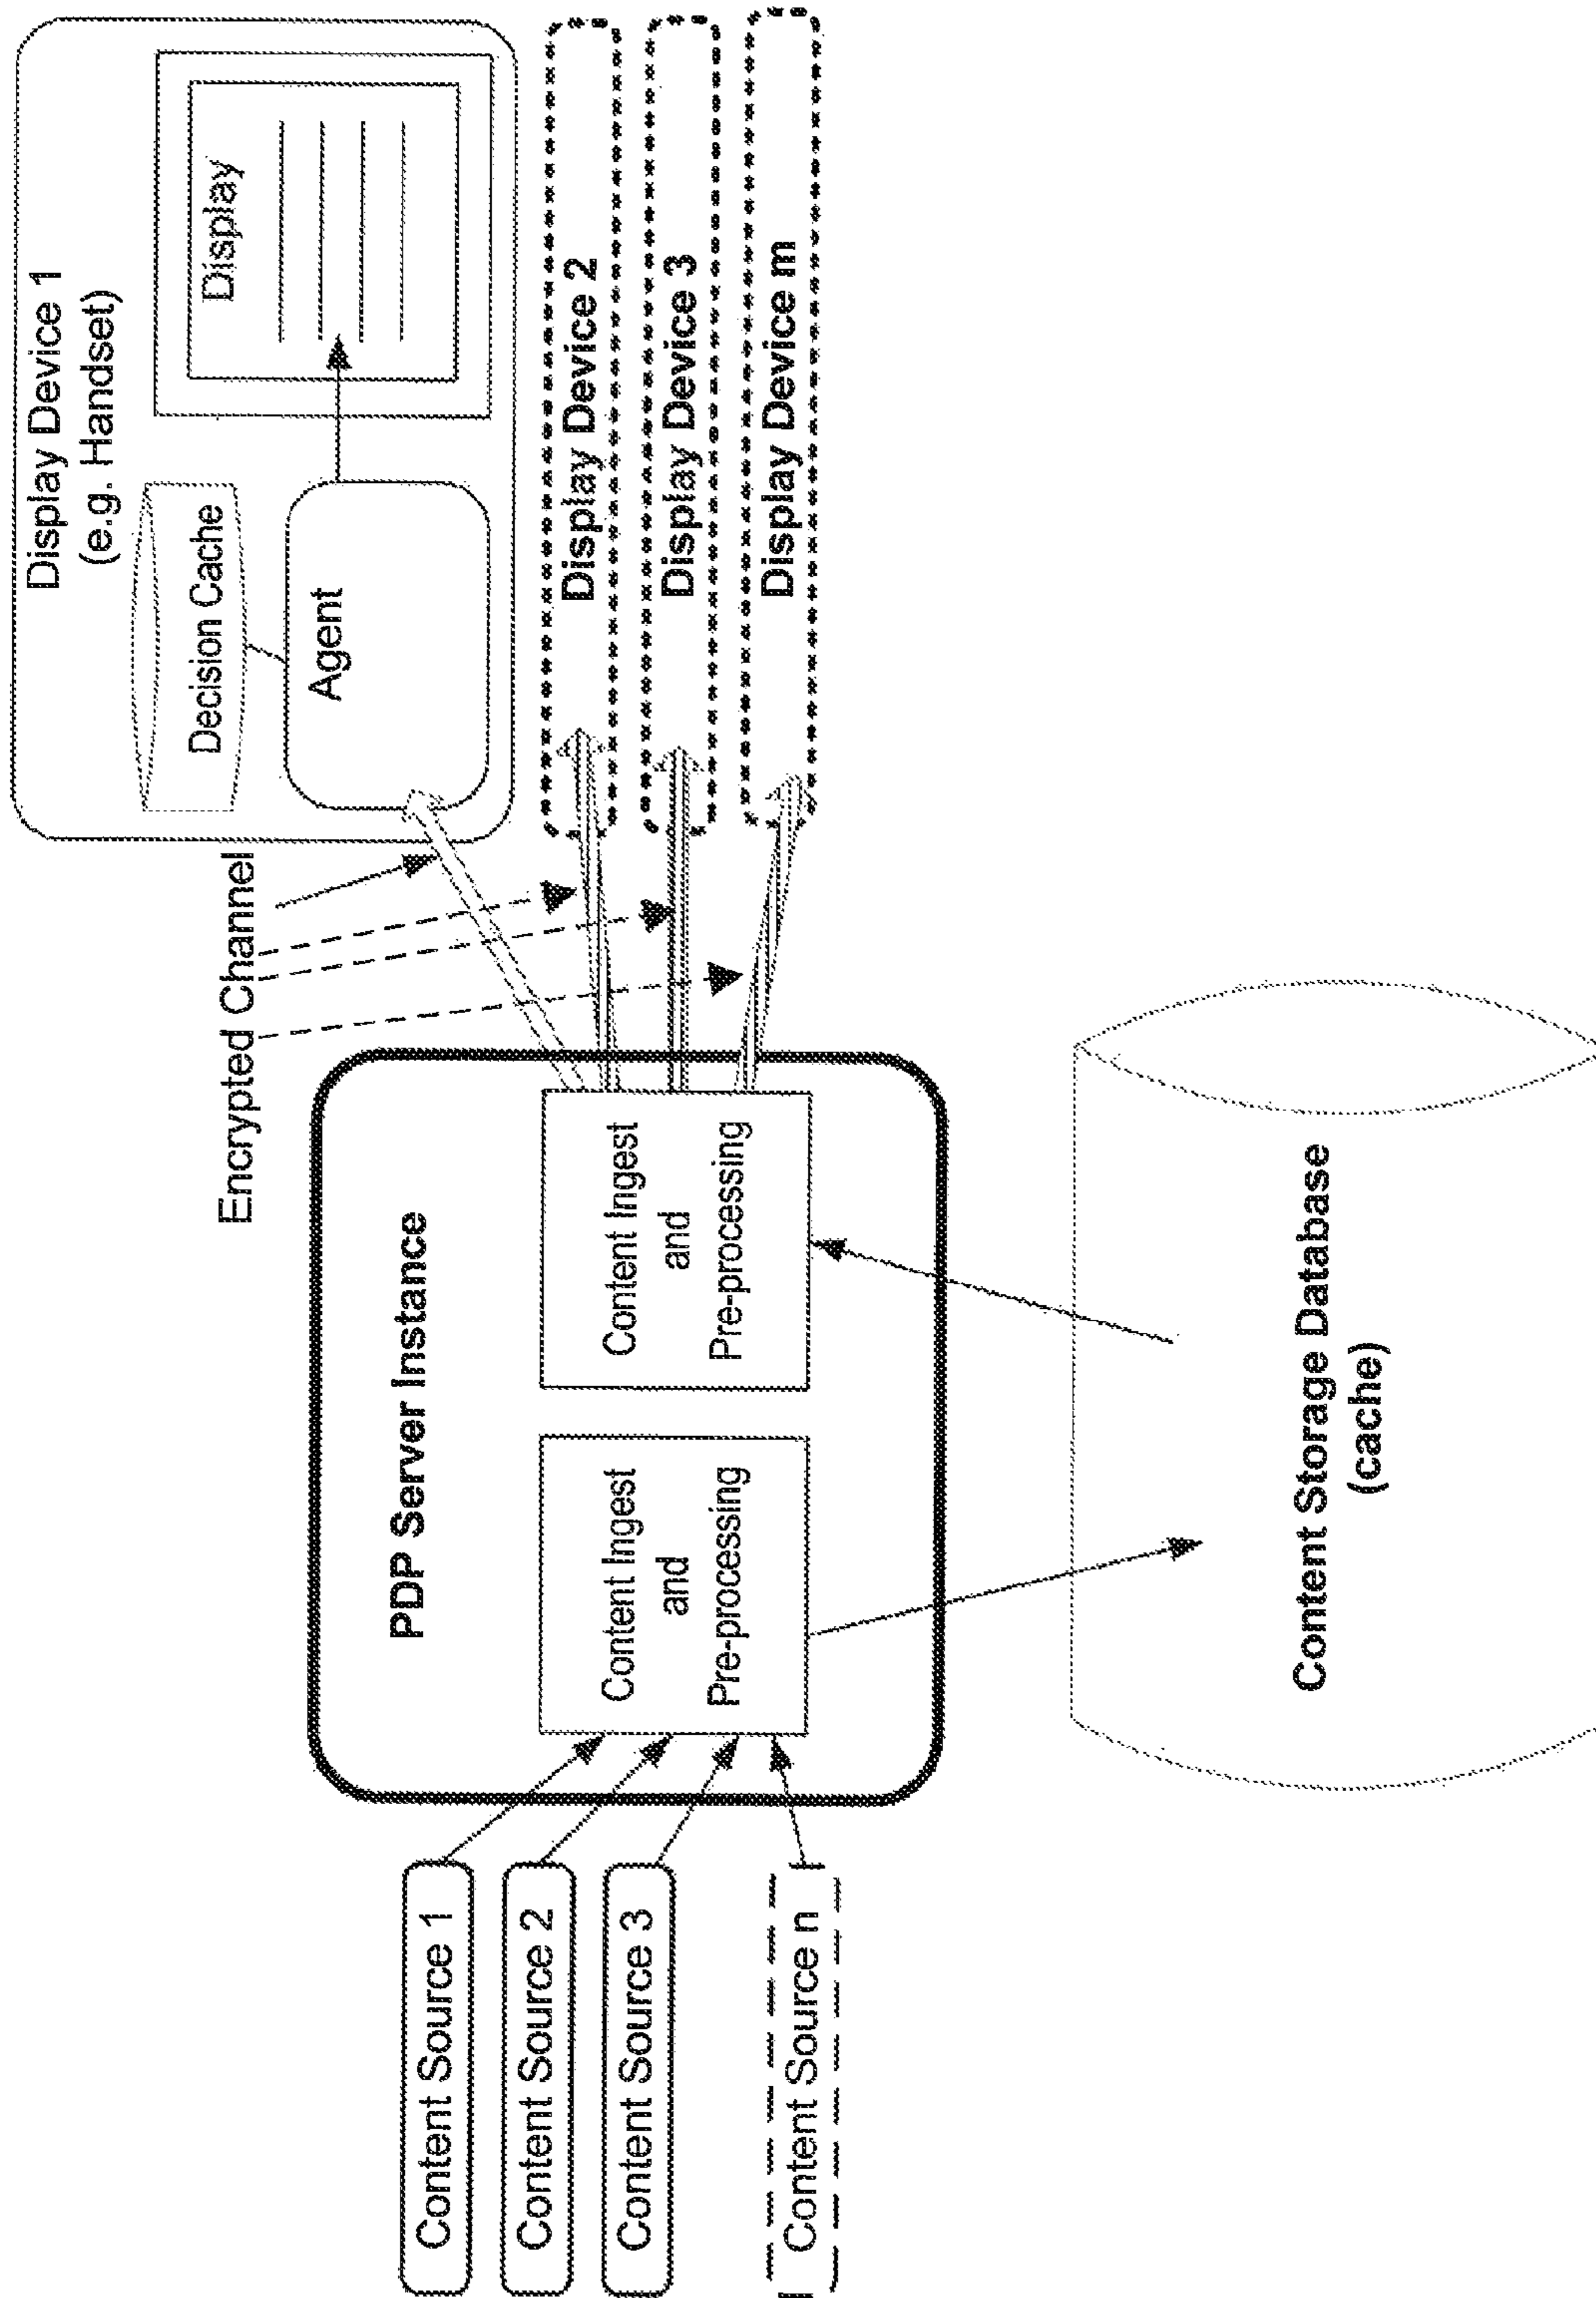 Display Device 1
(e.g. Handset)
Decision Cache
Agent
Display
Encrypted Channel
Display Device 2
Display Device 3
Display Device m
PDP Server Instance
Content Ingest
and
Pre-processing
Content Ingest
and
Pre-processing
Content Source 1
Content Source 2
Content Source 3
Content Source n
Content Storage Database
(cache)